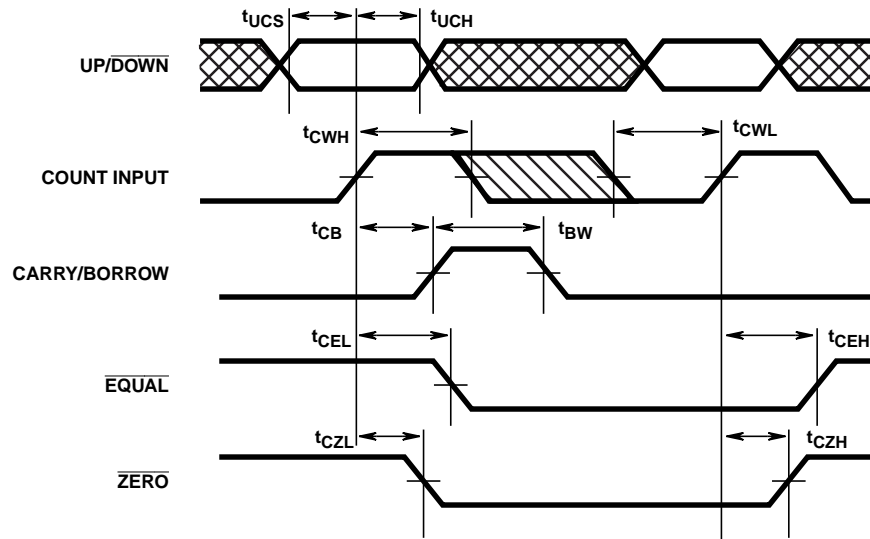 tUCS
tUCH
UP/DOWN
tCWH
tCWL
COUNT INPUT
tCB
tBW
CARRY/BORROW
tCEL
tCEH
EQUAL
tCZL
tCZH
ZERO